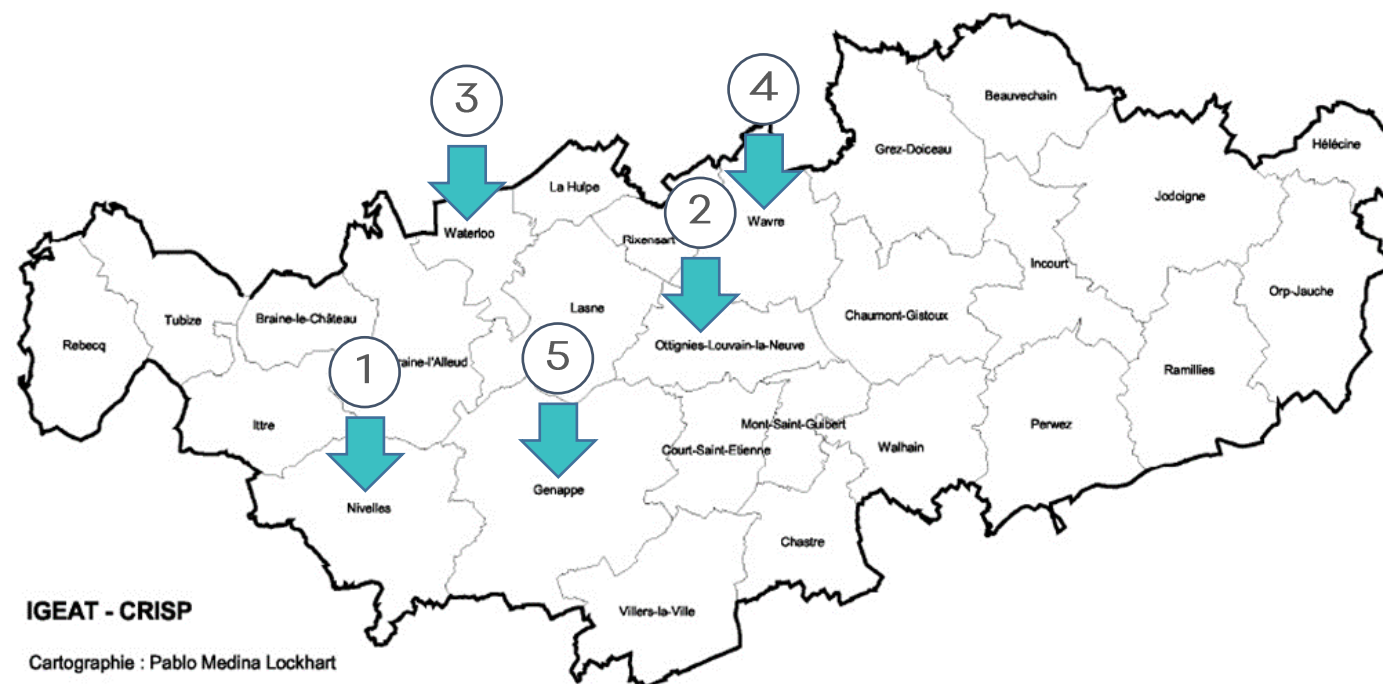 3
4
Beauvechain
Hélécine
Grez-Doiceau
La Hulpe
Jodoigne
2
Wavre
Waterloo
Rixensart
Incourt
Orp-Jauche
Lasne
Chaumont-Gistoux
Braine-le-Château
Tubize
Rebecq
Ottignies-Louvain-la-Neuve
5
1
raine-l'Alleud
Ramillies
Ittre
Mont-Saint-Guibert
Perwez
Court-Saint-Etienne
Walhain
Genappe
Nivelles
Chastre
Villers-la-Ville
IGEAT - CRISP
Cartographie : Pablo Medina Lockhart